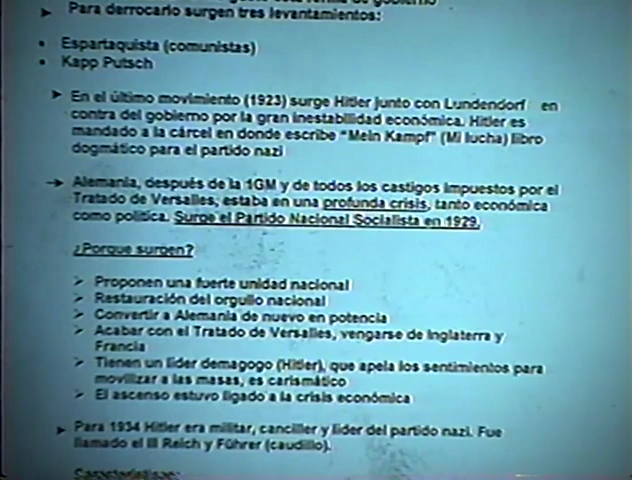 Para derrocarlo surgen tres levantamientos:
Espartaquista (comunistas)
Kapp Putsch
En el último movimiento (1923) surge Hitler junto con Lundendorf en
contra del gobierno por la gran inestabilidad económica. Hitler es
mandado a la cárcel en donde escribe "Mein Kampf" (Mi lucha) libro
dogmático para el partido nazi
Alemania, después de la 1GM y de todos los castigos impuestos por el
Tratado de Versalles, estaba en una profunda crisis, tanto económica
como política. Surge el Partido Nacional Socialista en 1929.
¿Porque surgen?
Proponen una fuerte unidad nacional
Restauración del orgullo nacional
Convertir a Alemania de nuevo en potencia
Acabar con el Tratado de Versalles, vengarse de Inglaterra y
Francia
Tienen un líder demagogo (Hitler), que apela los sentimientos para
movilizar a las masas, es carismático
El ascenso estuvo ligado a la crisis económica
Para 1934 Hitler era militar, canciller y líder del partido nazi. Fue
llamado el III Reich y Führer (caudillo).